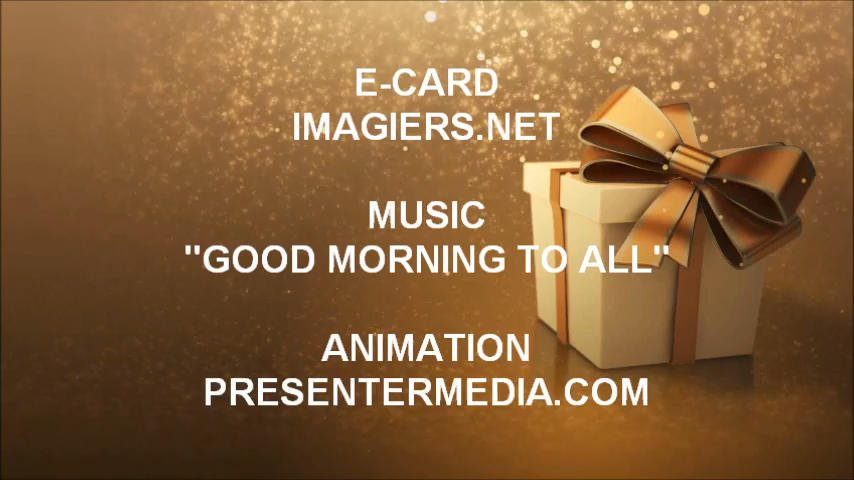 E-CARD
IMAGIERS.NET
MUSIC
"GOOD MORNING TO ALL"
ANIMATION
PRESENTERMEDIA.COM